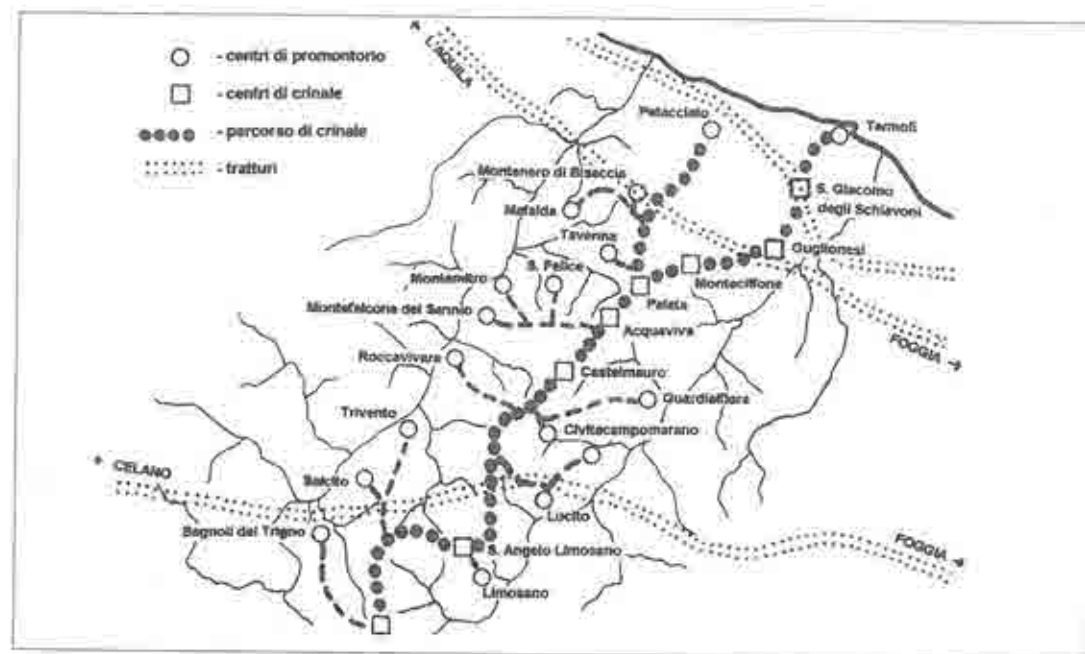 - centri di promontorio
- centri di crinale
- percorso di crinale
- tratturi
L'AQUILA
Petacciato
Termoli
Montenero di Bisaccia
S. Giacomo
degli Schiavoni
Mafalda
Tavenna
Guglionesi
Montemitro
S. Felice
Montecilfone
Palata
Montefalcone del Sannio
Acquaviva
FOGGIA →
Roccavivara
Castelmauro
Guardialfiera
Trivento
Civitacampomarano
CELANO
Salcito
Lucito
Bagnoli del Trigno
FOGGIA →
S. Angelo Limosano
Limosano